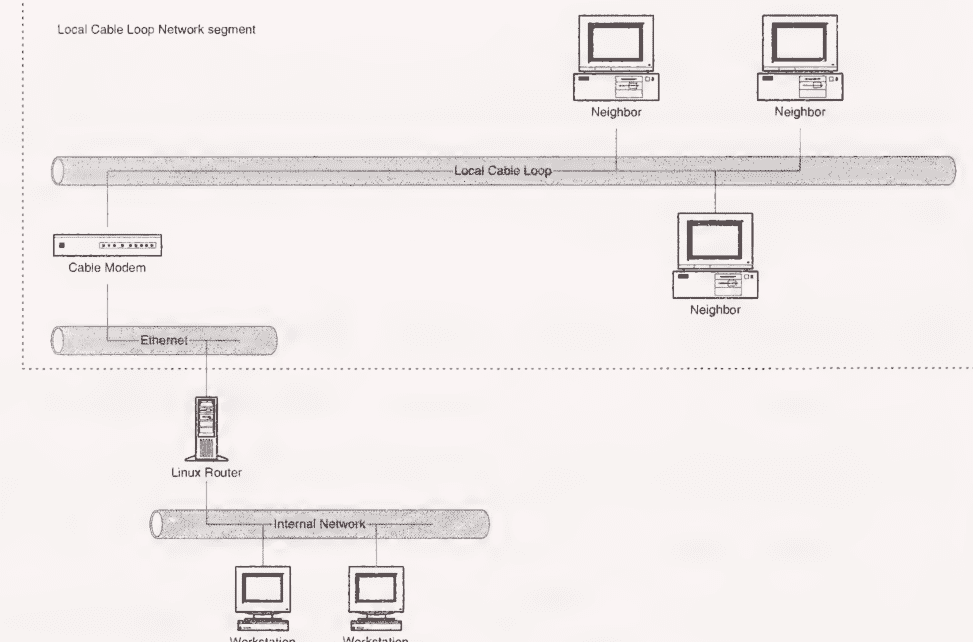 Local Cable Loop Network segment
Neighbor
Neighbor
Local Cable Loop
Cable Modem
Neighbor
Ethernet
Linux Router
Internal Network
Workstation
Workstation